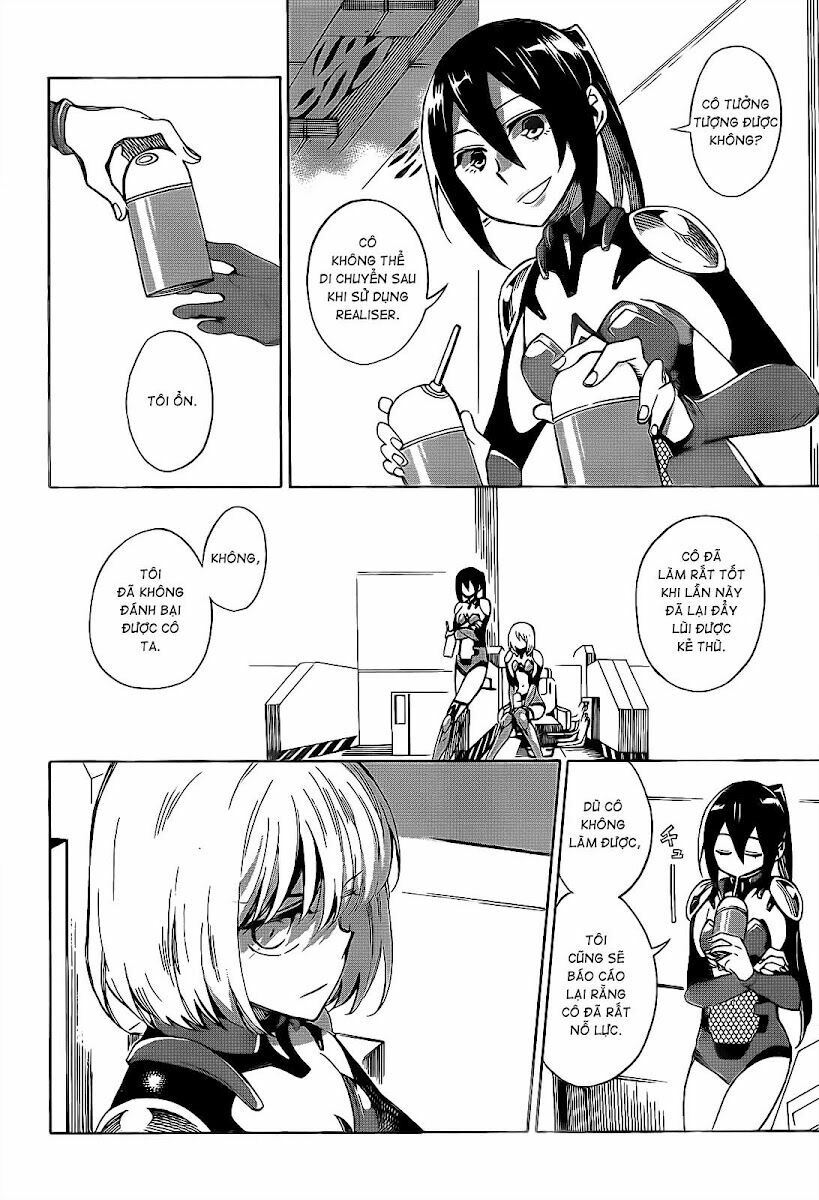 CÔ TƯỞNG
TƯỢNG ĐƯỢC
KHÔNG?
CÔ
KHÔNG THỂ
DI CHUYỂN SAU
KHI SỬ DỤNG
REALISER.
TÔI ỔN.
CÔ ĐÃ
LÀM RẤT TỐT
KHI LẦN NÀY
ĐÃ LẠI ĐẨY
LÙI ĐƯỢC
KẺ THÙ.
KHÔNG,
TÔI
ĐÃ KHÔNG
ĐÁNH BẠI
ĐƯỢC CÔ
TA.
DÙ CÔ
KHÔNG
LÀM ĐƯỢC,
チュ
TÔI
CŨNG SẼ
BÁO CÁO
LẠI RẰNG
CÔ ĐÃ RẤT
NỖ LỰC.